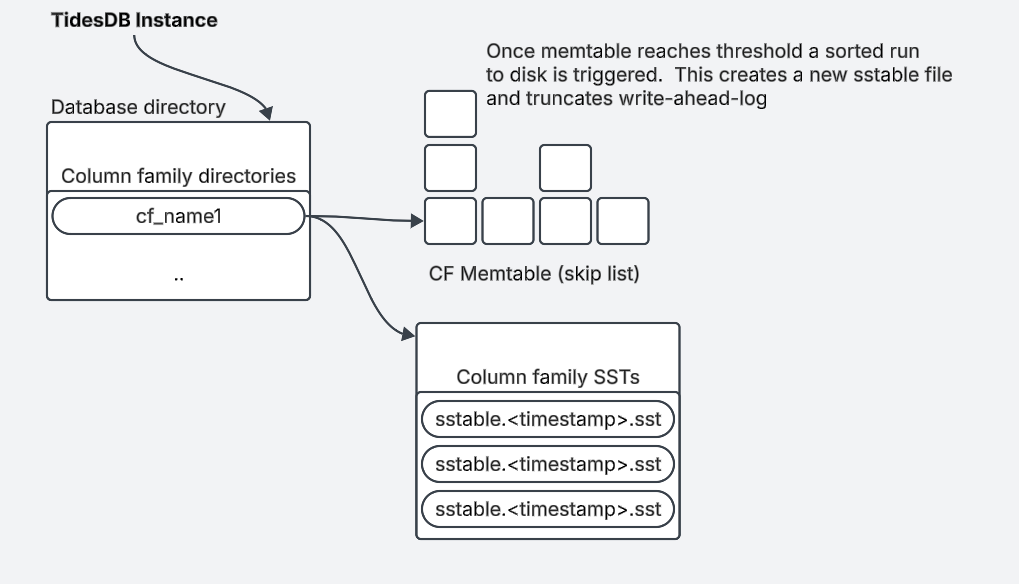 TidesDB Instance
Once memtable reaches threshold a sorted run
to disk is triggered.  This creates a new sstable file
and truncates write-ahead-log
Database directory
Column family directories
cf_name1
..
CF Memtable (skip list)
Column family SSTs
sstable.<timestamp>.sst
sstable.<timestamp>.sst
sstable.<timestamp>.sst